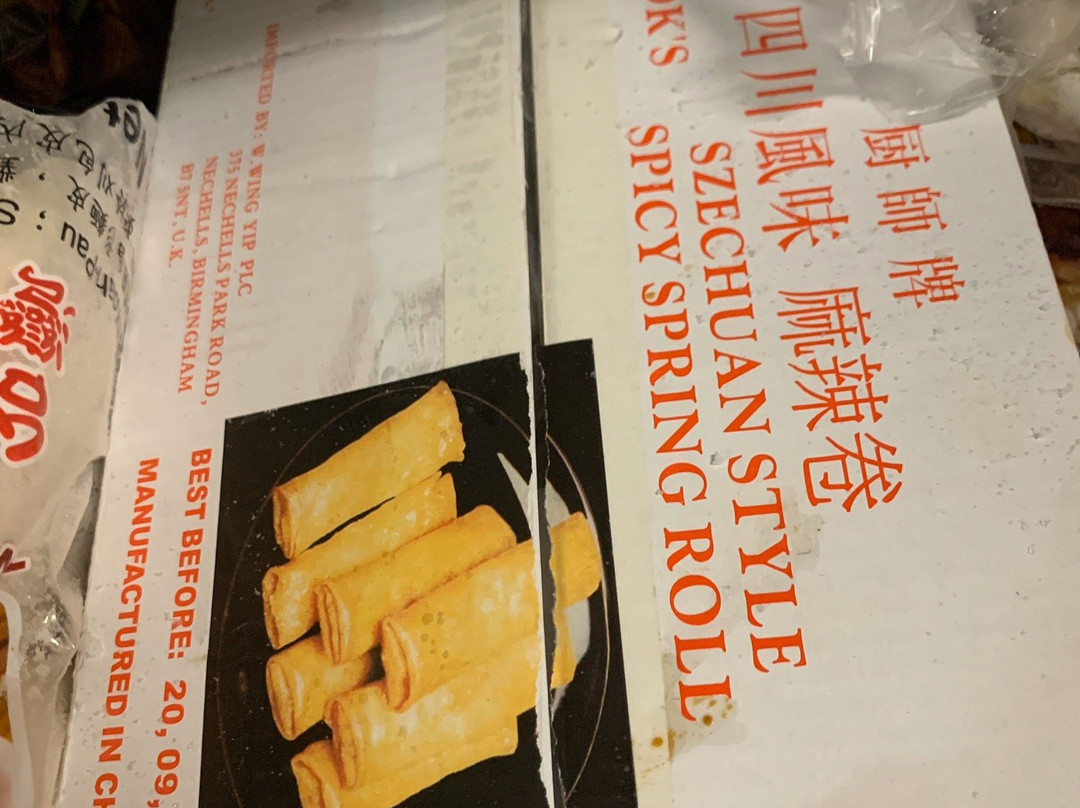 廚師牌
四川風味 麻辣卷
OK'S
SZECHUAN STYLE
SPICY SPRING ROLL
IMPORTED BY: W. WING YIP PLC
375 NECHELLS PARK ROAD,
NECHELLS, BIRMINGHAM
B7 5NT, U.K.
BEST BEFORE: 20, 09,
MANUFACTURED IN CH